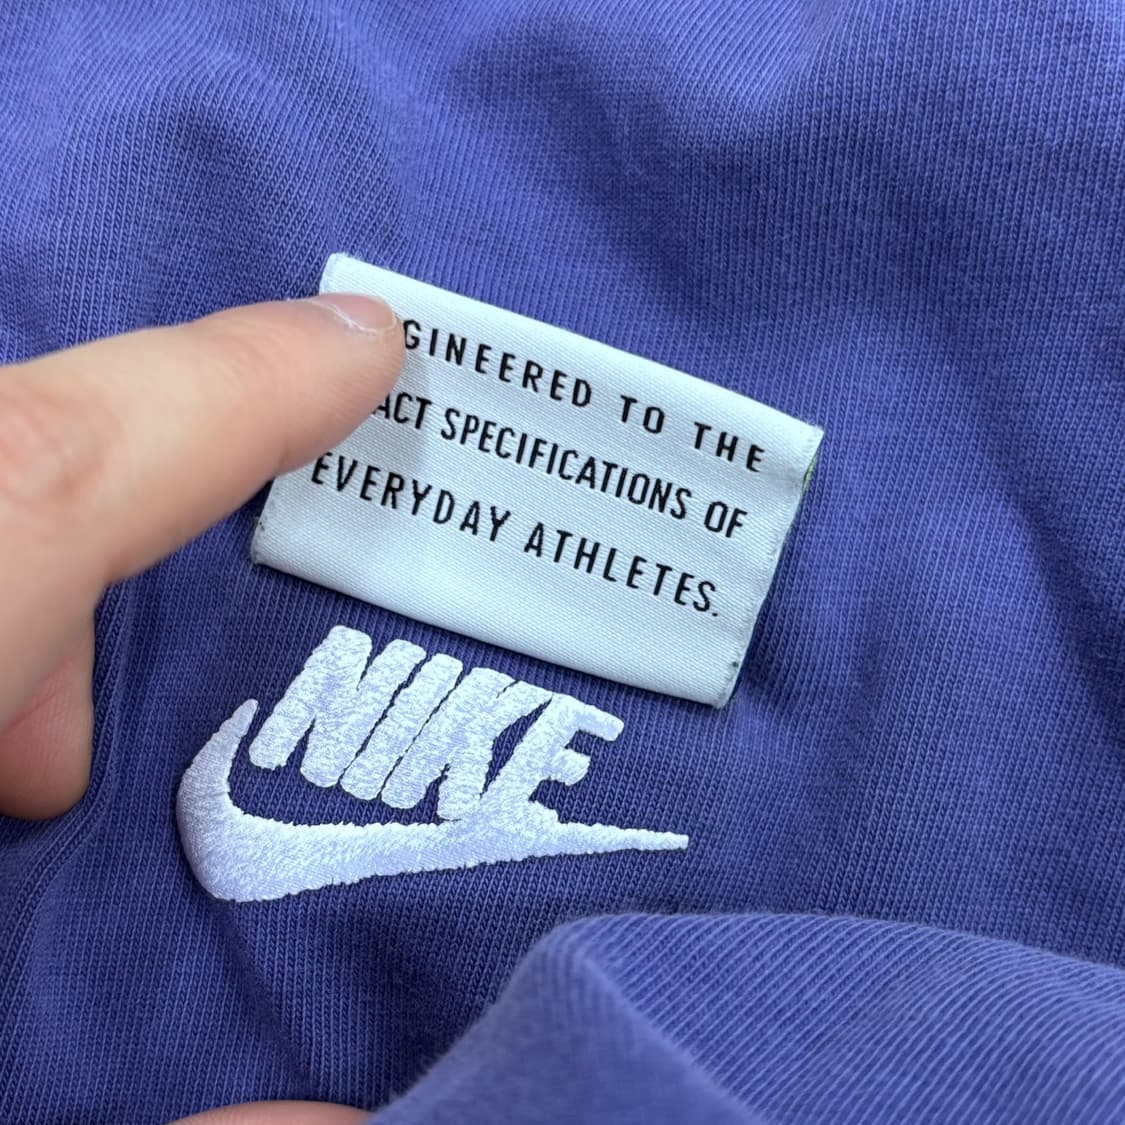 GINEERED TO THE
ACT SPECIFICATIONS OF
EVERYDAY ATHLETES.
NIKE